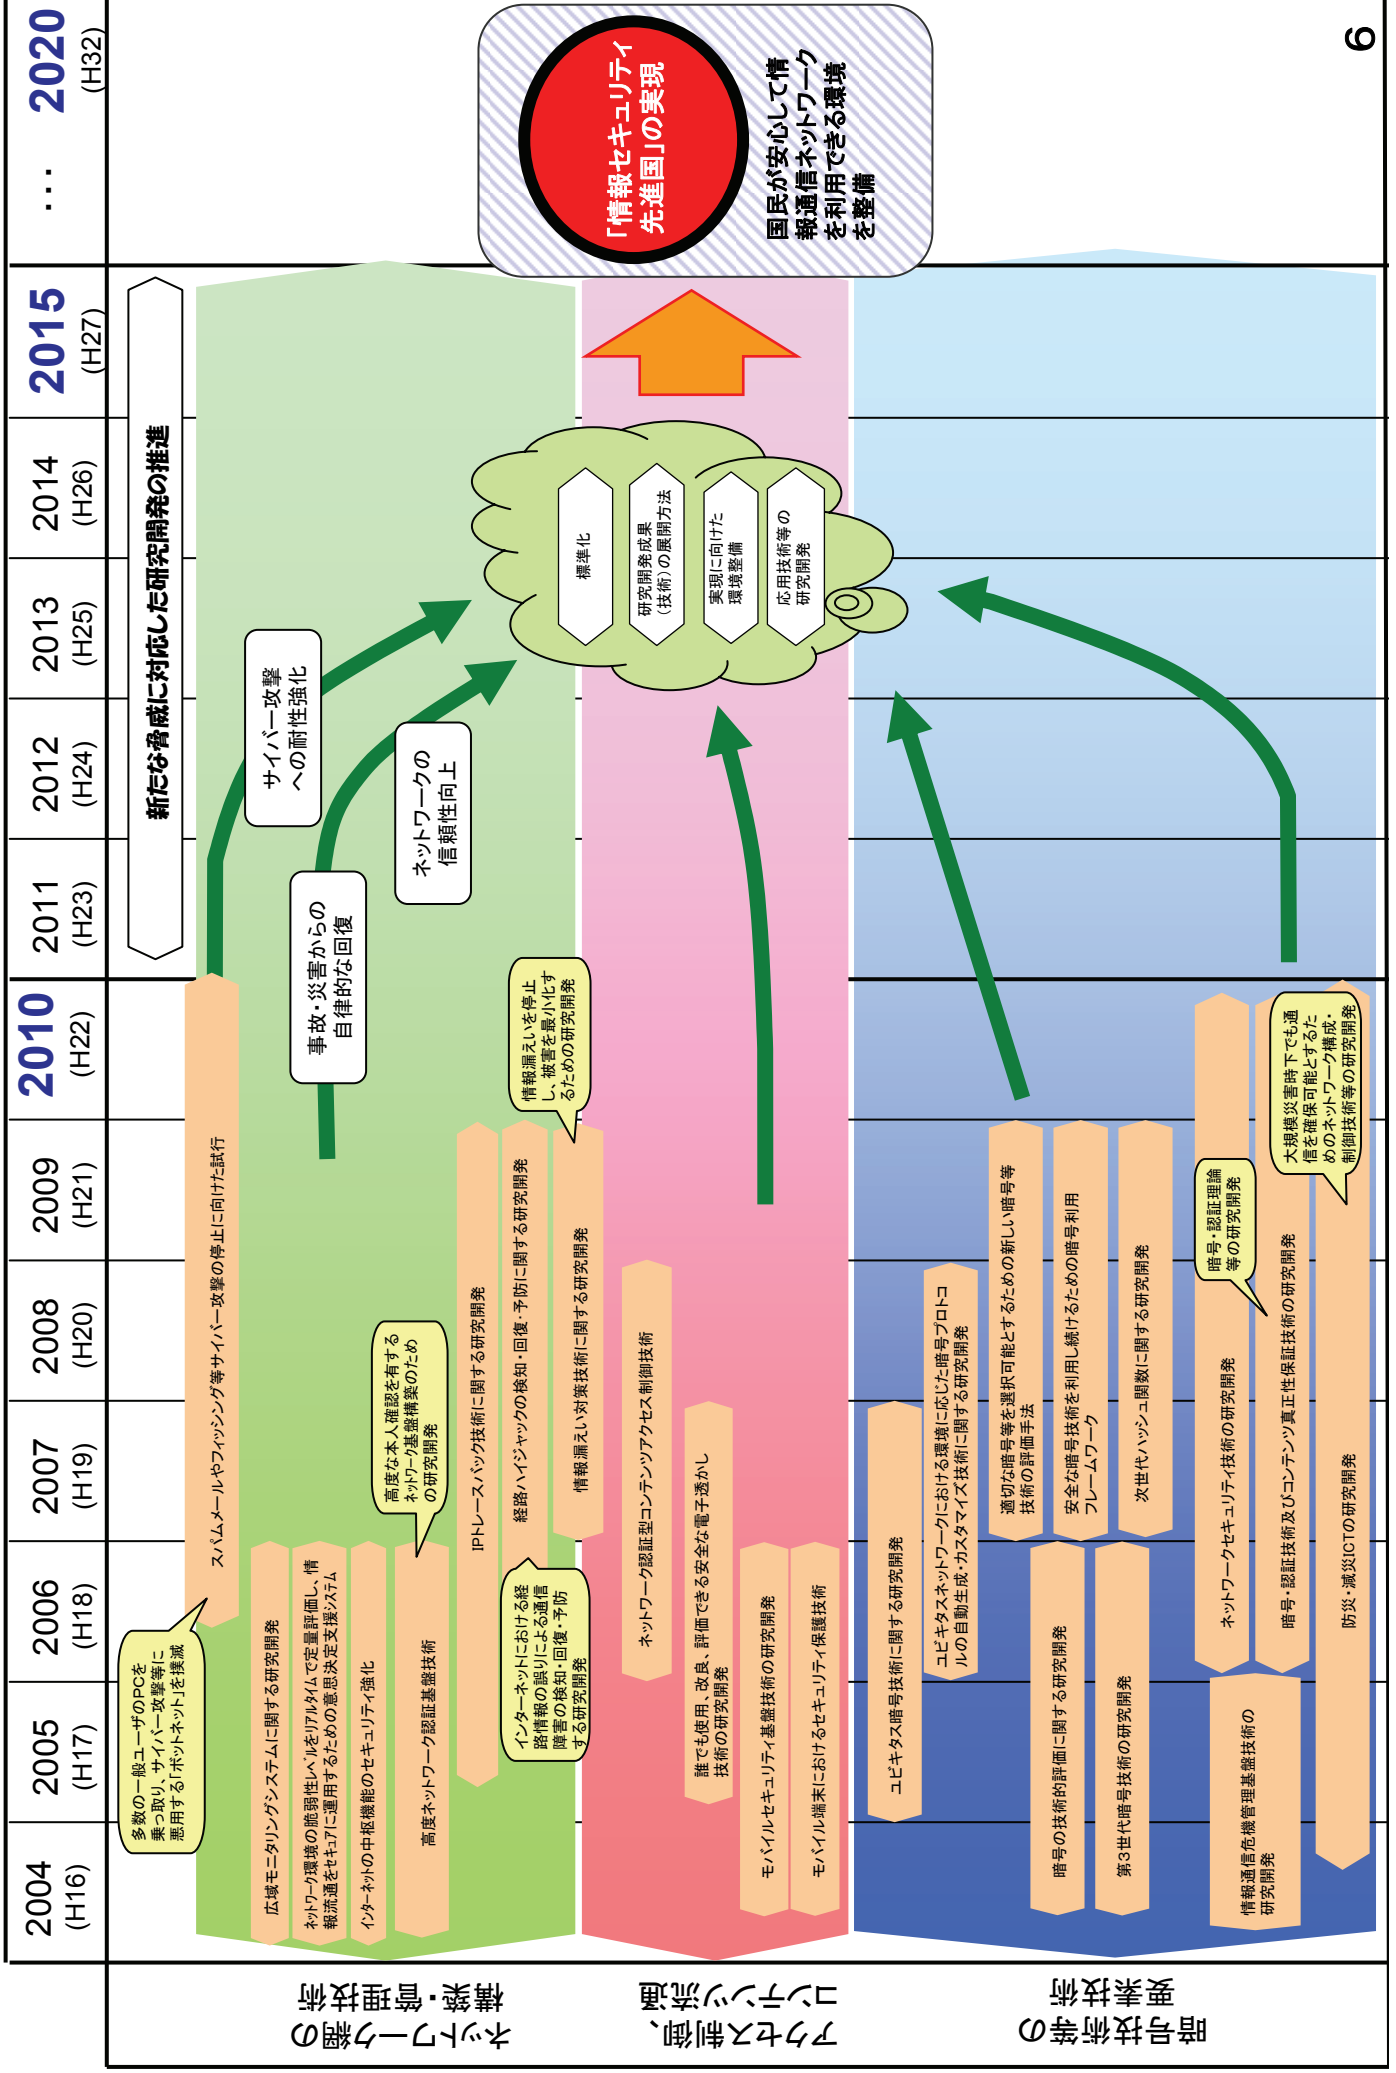 2004
(H16)
2005
(H17)
2006
(H18)
2007
(H19)
2008
(H20)
2009
(H21)
2010
(H22)
2011
(H23)
2012
(H24)
2013
(H25)
2014
(H26)
2015
(H27)
・・・
2020
(H32)
新たな脅威に対応した研究開発の推進
ネットワーク網の
構築・管理技術
多数の一般ユーザのPCを
乗っ取り、サイバー攻撃等に
悪用する「ボットネット」を撲滅
スパムメールやフィッシング等サイバー攻撃の停止に向けた試行
広域モニタリングシステムに関する研究開発
ネットワーク環境の脆弱性レベルをリアルタイムで定量評価し、情
報流通をセキュアに運用するための意思決定支援システム
インターネットの中枢機能のセキュリティ強化
高度ネットワーク認証基盤技術
高度な本人確認を有する
ネットワーク基盤構築のため
の研究開発
IPトレースバック技術に関する研究開発
経路ハイジャックの検知・回復・予防に関する研究開発
インターネットにおける経
路情報の誤りによる通信
障害の検知・回復・予防
する研究開発
情報漏えい対策技術に関する研究開発
情報漏えいを停止
し、被害を最小化す
るための研究開発
サイバー攻撃
への耐性強化
事故・災害からの
自律的な回復
ネットワークの
信頼性向上
アクセス制御、
コンテンツ流通
ネットワーク認証型コンテンツアクセス制御技術
誰でも使用、改良、評価できる安全な電子透かし
技術の研究開発
モバイルセキュリティ基盤技術の研究開発
モバイル端末におけるセキュリティ保護技術
標準化
研究開発成果
(技術)の展開方法
実現に向けた
環境整備
応用技術等の
研究開発
「情報セキュリティ
先進国」の実現
国民が安心して情
報通信ネットワーク
を利用できる環境
を整備
暗号技術等の
要素技術
ユビキタス暗号技術に関する研究開発
ユビキタスネットワークにおける環境に応じた暗号プロトコ
ルの自動生成・カスタマイズ技術に関する研究開発
適切な暗号等を選択可能とするための新しい暗号等
技術の評価手法
暗号の技術的評価に関する研究開発
安全な暗号技術を利用し続けるための暗号利用
フレームワーク
第3世代暗号技術の研究開発
次世代ハッシュ関数に関する研究開発
情報通信危機管理基盤技術の
研究開発
ネットワークセキュリティ技術の研究開発
暗号・認証理論
等の研究開発
暗号・認証技術及びコンテンツ真正性保証技術の研究開発
防災・減災ICTの研究開発
大規模災害時下でも通
信を確保可能とするた
めのネットワーク構成・
制御技術等の研究開発
6